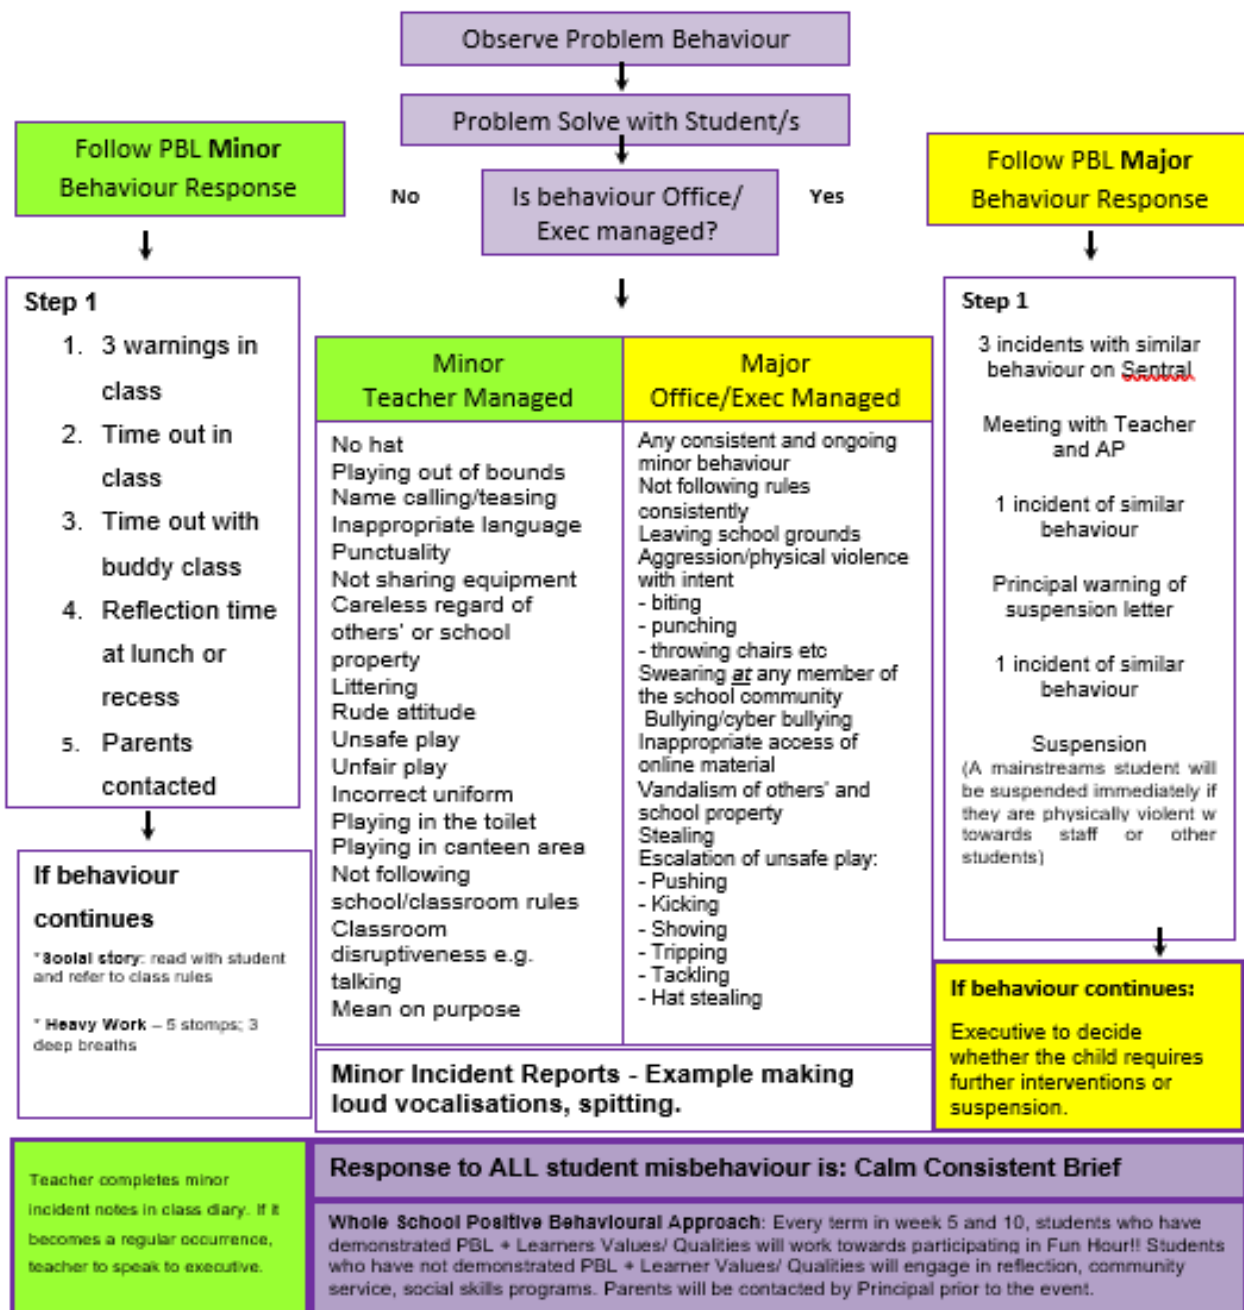 Observe Problem Behaviour
Problem Solve with Student/s
Follow PBL Minor
Behaviour Response
No
Is behaviour Office/
Exec managed?
Yes
Follow PBL Major
Behaviour Response
Step 1
1. 3 warnings in
class
2. Time out in
class
3. Time out with
buddy class
4. Reflection time
at lunch or
recess
5. Parents
contacted
If behaviour
continues
*Social story: read with student
and refer to class rules
* Heavy Work – 5 stomps; 3
deep breaths
Teacher completes minor
incident notes in class diary. If it
becomes a regular occurrence,
teacher to speak to executive.
Minor
Teacher Managed
No hat
Playing out of bounds
Name calling/teasing
Inappropriate language
Punctuality
Not sharing equipment
Careless regard of
others' or school
property
Littering
Rude attitude
Unsafe play
Unfair play
Incorrect uniform
Playing in the toilet
Playing in canteen area
Not following
school/classroom rules
Classroom
disruptiveness e.g.
talking
Mean on purpose
Major
Office/Exec Managed
Any consistent and ongoing
minor behaviour
Not following rules
consistently
Leaving school grounds
Aggression/physical violence
with intent
- biting
- punching
- throwing chairs etc
Swearing at any member of
the school community
Bullying/cyber bullying
Inappropriate access of
online material
Vandalism of others' and
school property
Stealing
Escalation of unsafe play:
- Pushing
- Kicking
- Shoving
- Tripping
- Tackling
- Hat stealing
Minor Incident Reports - Example making
loud vocalisations, spitting.
Step 1
3 incidents with similar
behaviour on Sentral
Meeting with Teacher
and AP
1 incident of similar
behaviour
Principal warning of
suspension letter
1 incident of similar
behaviour
Suspension
(A mainstreams student will
be suspended immediately if
they are physically violent w
towards staff or other
students)
If behaviour continues:
Executive to decide
whether the child requires
further interventions or
suspension.
Response to ALL student misbehaviour is: Calm Consistent Brief
Whole School Positive Behavioural Approach: Every term in week 5 and 10, students who have
demonstrated PBL + Learners Values/ Qualities will work towards participating in Fun Hour!! Students
who have not demonstrated PBL + Learner Values/ Qualities will engage in reflection, community
service, social skills programs. Parents will be contacted by Principal prior to the event.